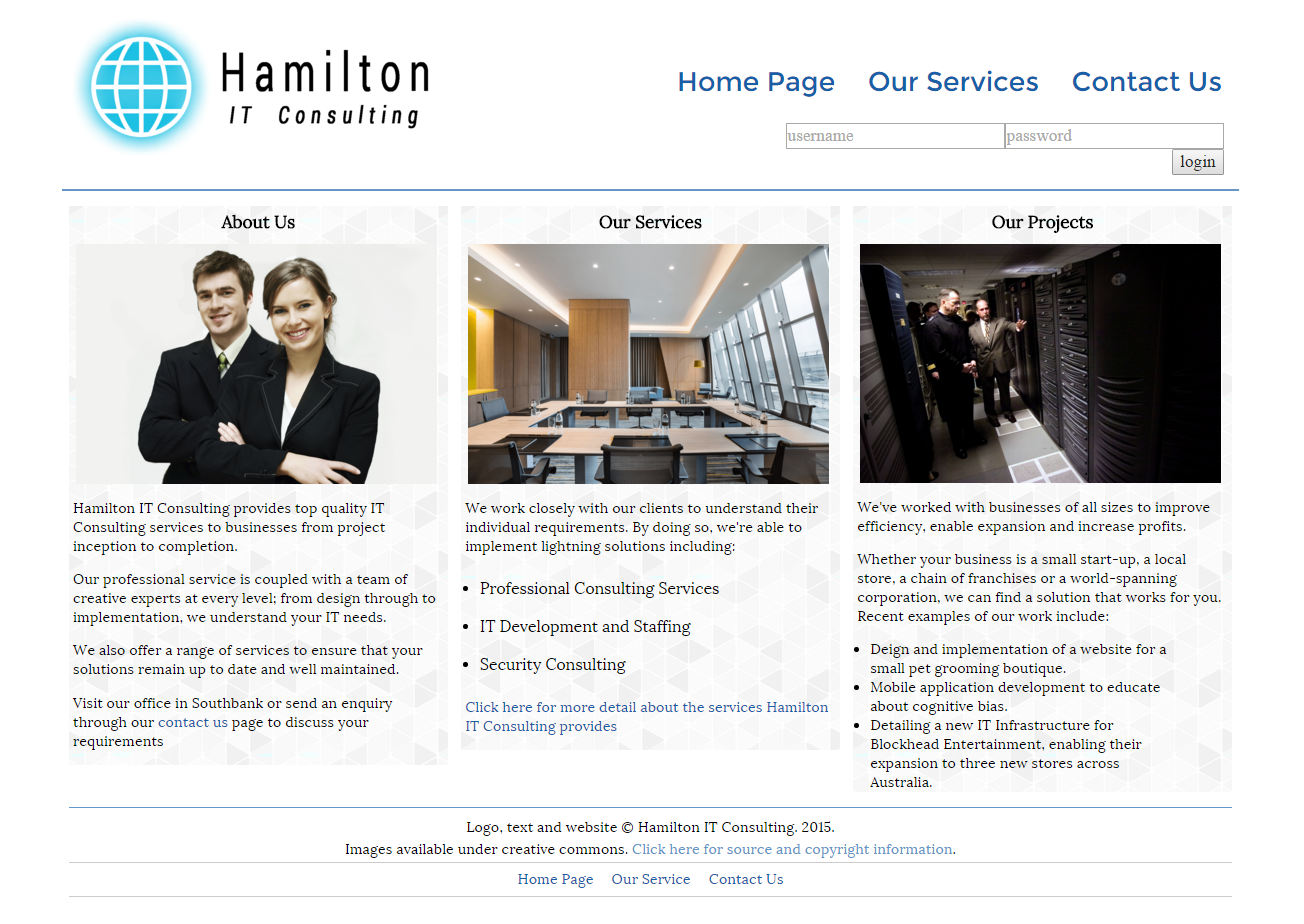 Hamilton
IT Consulting
Home Page Our Services Contact Us
username password
login
About Us
Hamilton IT Consulting provides top quality IT
Consulting services to businesses from project
inception to completion.
Our professional service is coupled with a team of
creative experts at every level; from design through to
implementation, we understand your IT needs.
We also offer a range of services to ensure that your
solutions remain up to date and well maintained.
Visit our office in Southbank or send an enquiry
through our contact us page to discuss your
requirements
Our Services
We work closely with our clients to understand their
individual requirements. By doing so, we're able to
implement lightning solutions including:
• Professional Consulting Services
• IT Development and Staffing
• Security Consulting
Click here for more detail about the services Hamilton
IT Consulting provides
Our Projects
We've worked with businesses of all sizes to improve
efficiency, enable expansion and increase profits.
Whether your business is a small start-up, a local
store, a chain of franchises or a world-spanning
corporation, we can find a solution that works for you.
Recent examples of our work include:
• Deign and implementation of a website for a
small pet grooming boutique.
• Mobile application development to educate
about cognitive bias.
• Detailing a new IT Infrastructure for
Blockhead Entertainment, enabling their
expansion to three new stores across
Australia.
Logo, text and website © Hamilton IT Consulting. 2015.
Images available under creative commons. Click here for source and copyright information.
Home Page Our Service Contact Us